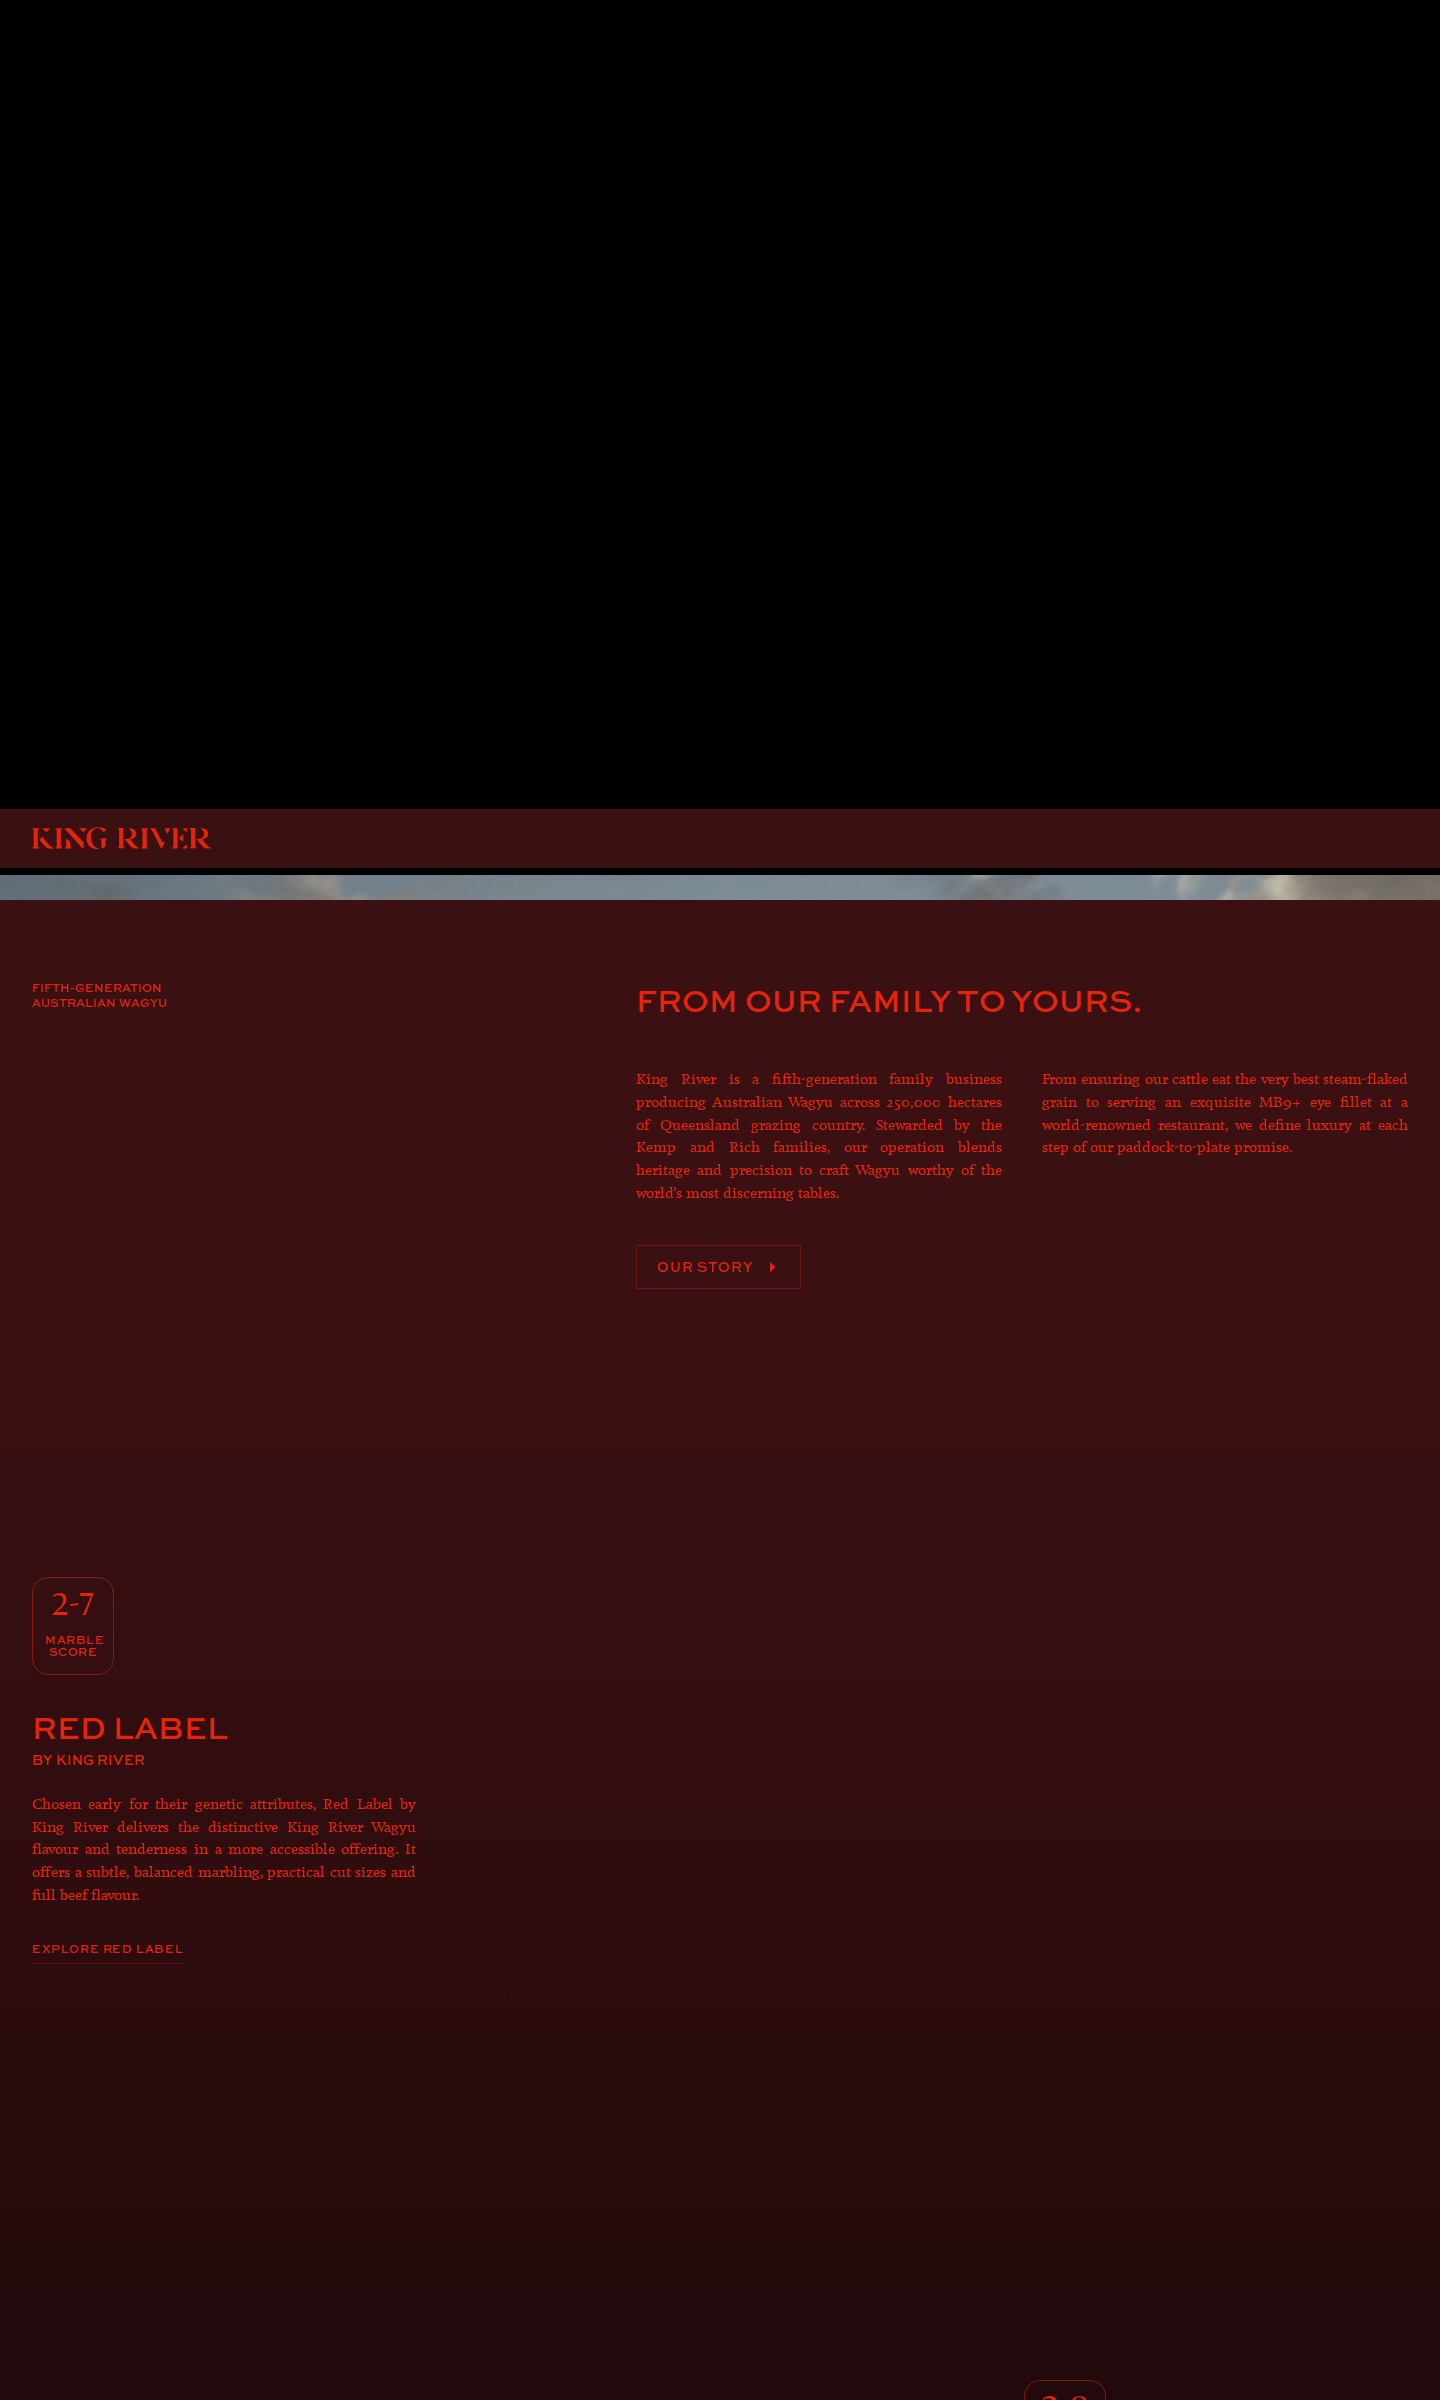 KING RIVER
FIFTH-GENERATION
AUSTRALIAN WAGYU
FROM OUR FAMILY TO YOURS.
King River is a fifth-generation family business
producing Australian Wagyu across 250,000 hectares
of Queensland grazing country. Stewarded by the
Kemp and Rich families, our operation blends
heritage and precision to craft Wagyu worthy of the
world's most discerning tables.
From ensuring our cattle eat the very best steam-flaked
grain to serving an exquisite MB9+ eye fillet at a
world-renowned restaurant, we define luxury at each
step of our paddock-to-plate promise.
OUR STORY
2-7
MARBLE
SCORE
RED LABEL
BY KING RIVER
Chosen early for their genetic attributes, Red Label by
King River delivers the distinctive King River Wagyu
flavour and tenderness in a more accessible offering. It
offers a subtle, balanced marbling, practical cut sizes and
full beef flavour.
EXPLORE RED LABEL